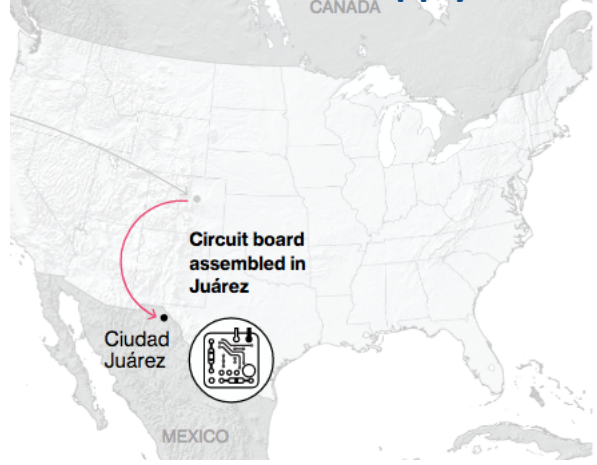 CANADA
Circuit board
assembled in
Juárez
Ciudad
Juárez
MEXICO